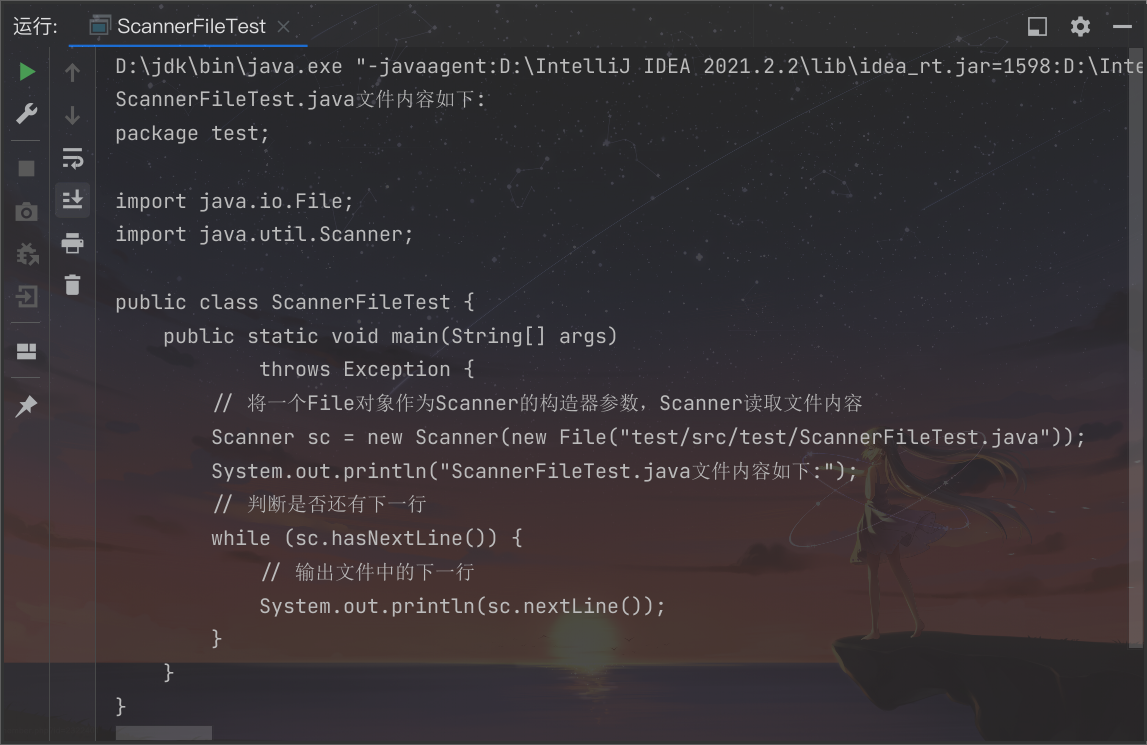 运行: ScannerFileTest
D:\jdk\bin\java.exe "-javaagent:D:\IntelliJ IDEA 2021.2.2\lib\idea_rt.jar=1598:D:\Inte
ScannerFileTest.java文件内容如下:
package test;

import java.io.File;
import java.util.Scanner;

public class ScannerFileTest {
    public static void main(String[] args)
            throws Exception {
        // 将一个File对象作为Scanner的构造器参数，Scanner读取文件内容
        Scanner sc = new Scanner(new File("test/src/test/ScannerFileTest.java"));
        System.out.println("ScannerFileTest.java文件内容如下:");
        // 判断是否还有下一行
        while (sc.hasNextLine()) {
            // 输出文件中的下一行
            System.out.println(sc.nextLine());
        }
    }
}